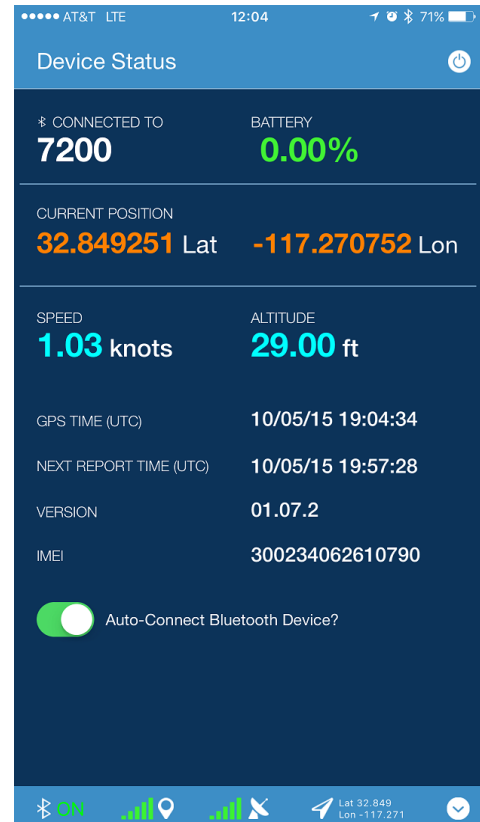 AT&T LTE 12:04 71%
Device Status
CONNECTED TO BATTERY
7200 0.00%
CURRENT POSITION
32.849251 Lat -117.270752 Lon
SPEED ALTITUDE
1.03 knots 29.00 ft
GPS TIME (UTC) 10/05/15 19:04:34
NEXT REPORT TIME (UTC) 10/05/15 19:57:28
VERSION 01.07.2
IMEI 300234062610790
Auto-Connect Bluetooth Device?
ON Lat 32.849
Lon -117.271